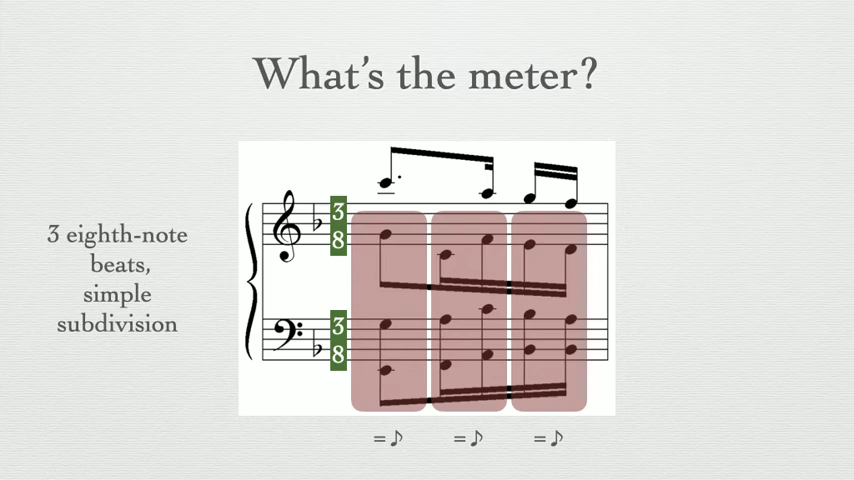 What's the meter?
3 eighth-note
beats,
simple
subdivision
3
8
3
8
=♪ =♪ =♪